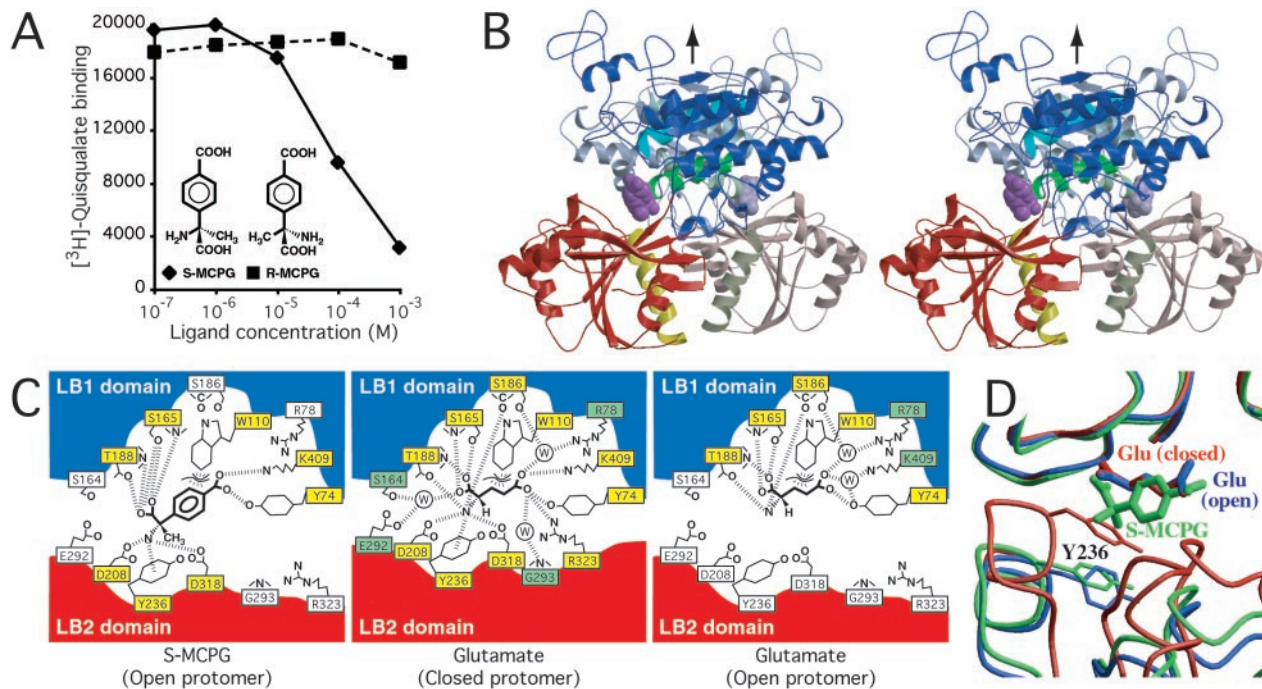 A
[³H]-Quisqualate binding
20000
16000
12000
8000
4000
0
COOH
H₂N
CH₃
COOH
COOH
H₃C
NH₂
COOH
S-MCPG
R-MCPG
10⁻⁷
10⁻⁶
10⁻⁵
10⁻⁴
10⁻³
Ligand concentration (M)
B
C
LB1 domain
S186
S165
W110
R78
T188
K409
S164
Y74
CH₃
E292
D208
D318
Y236
G293
R323
LB2 domain
S-MCPG
(Open protomer)
LB1 domain
S186
S165
W110
R78
T188
K409
S164
W
W
W
Y74
H
E292
D208
D318
R323
Y236
G293
LB2 domain
Glutamate
(Closed protomer)
LB1 domain
S186
S165
W110
R78
T188
W
W
K409
S164
Y74
H
E292
D208
D318
Y236
G293
R323
LB2 domain
Glutamate
(Open protomer)
D
Glu (closed)
Glu
(open)
S-MCPG
Y236